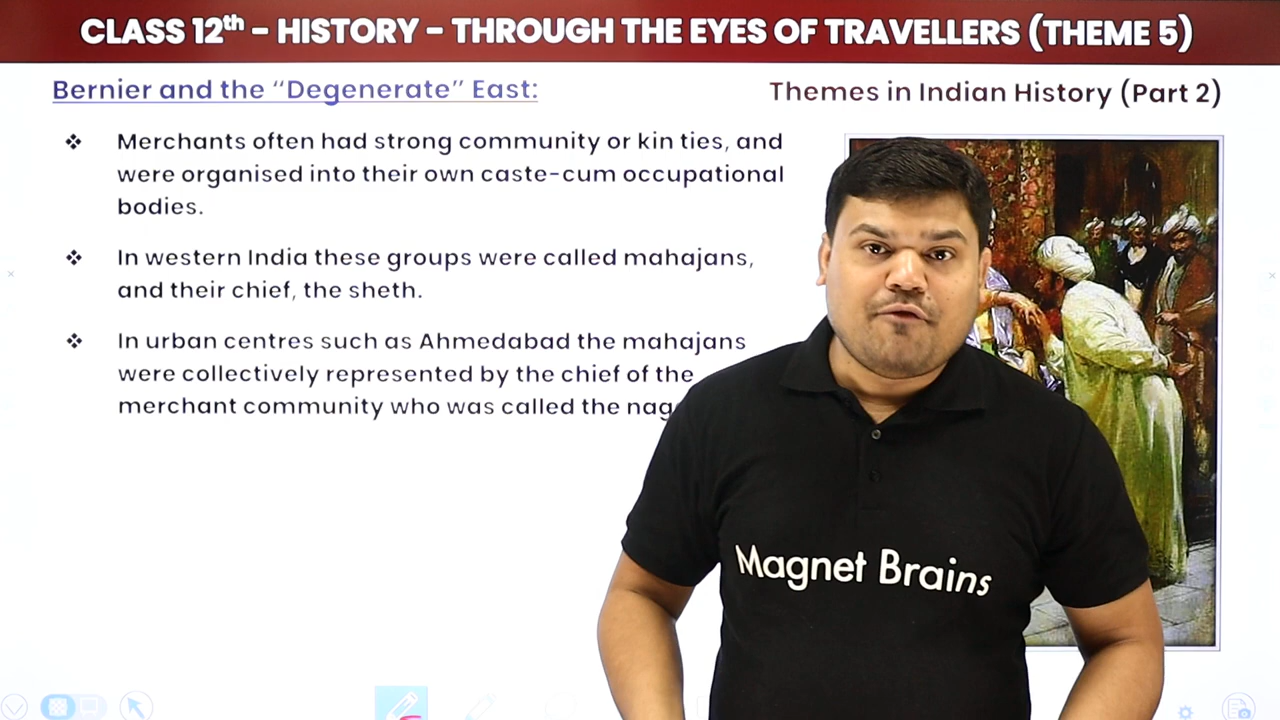 CLASS 12th – HISTORY – THROUGH THE EYES OF TRAVELLERS (THEME 5)
Bernier and the “Degenerate” East:
Themes in Indian History (Part 2)
❖ Merchants often had strong community or kin ties, and
were organised into their own caste-cum occupational
bodies.
❖ In western India these groups were called mahajans,
and their chief, the sheth.
❖ In urban centres such as Ahmedabad the mahajans
were collectively represented by the chief of the
merchant community who was called the
Magnet Brains